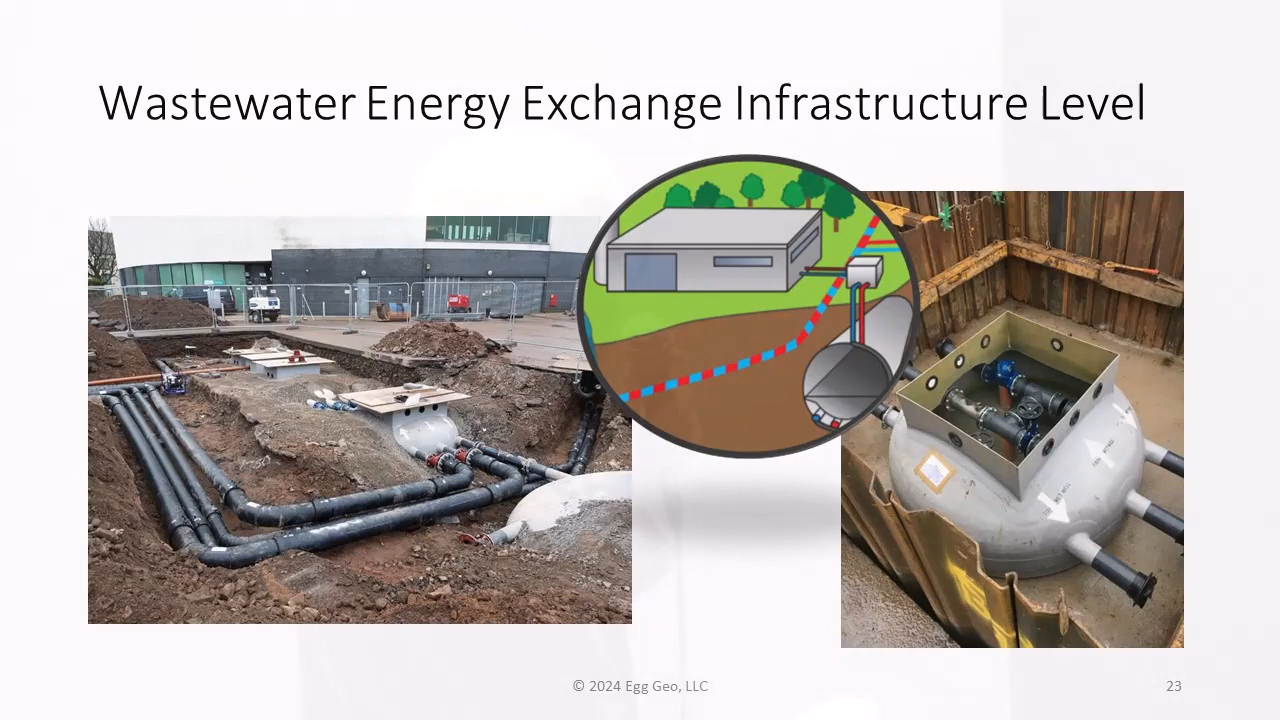 Wastewater Energy Exchange Infrastructure Level
© 2024 Egg Geo, LLC
23